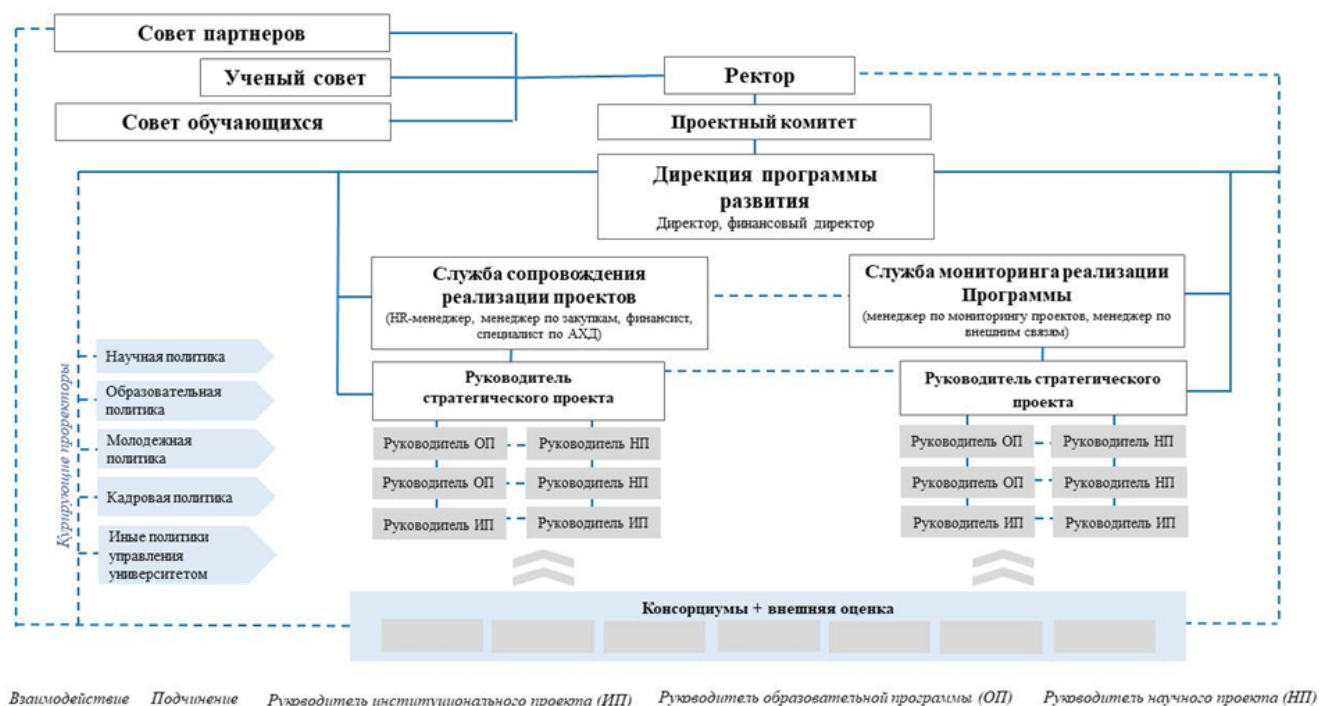 Совет партнеров
Ученый совет
Совет обучающихся
Ректор
Проектный комитет
Дирекция программы
развития
Директор, финансовый директор
Служба сопровождения
реализации проектов
(HR-менеджер, менеджер по закупкам, финансист,
специалист по АХД)
Служба мониторинга реализации
Программы
(менеджер по мониторингу проектов, менеджер по
внешним связям)
Курирующие проректоры
Научная политика
Образовательная
политика
Молодежная
политика
Кадровая политика
Иные политики
управления
университетом
Руководитель
стратегического проекта
Руководитель ОП
Руководитель НП
Руководитель ОП
Руководитель НП
Руководитель ИП
Руководитель ИП
Руководитель стратегического
проекта
Руководитель ОП
Руководитель НП
Руководитель ОП
Руководитель НП
Руководитель ИП
Руководитель ИП
Консорциумы + внешняя оценка
Взаимодействие Подчинение Руководитель институционального проекта (ИП) Руководитель образовательной программы (ОП) Руководитель научного проекта (НП)